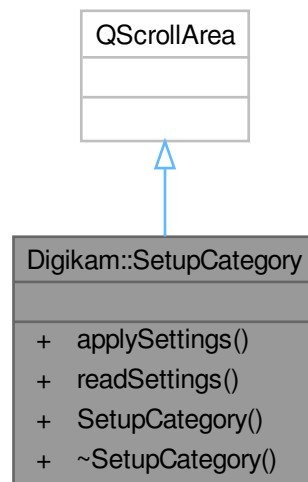 QScrollArea
Digikam::SetupCategory
+ applySettings()
+ readSettings()
+ SetupCategory()
+ ~SetupCategory()